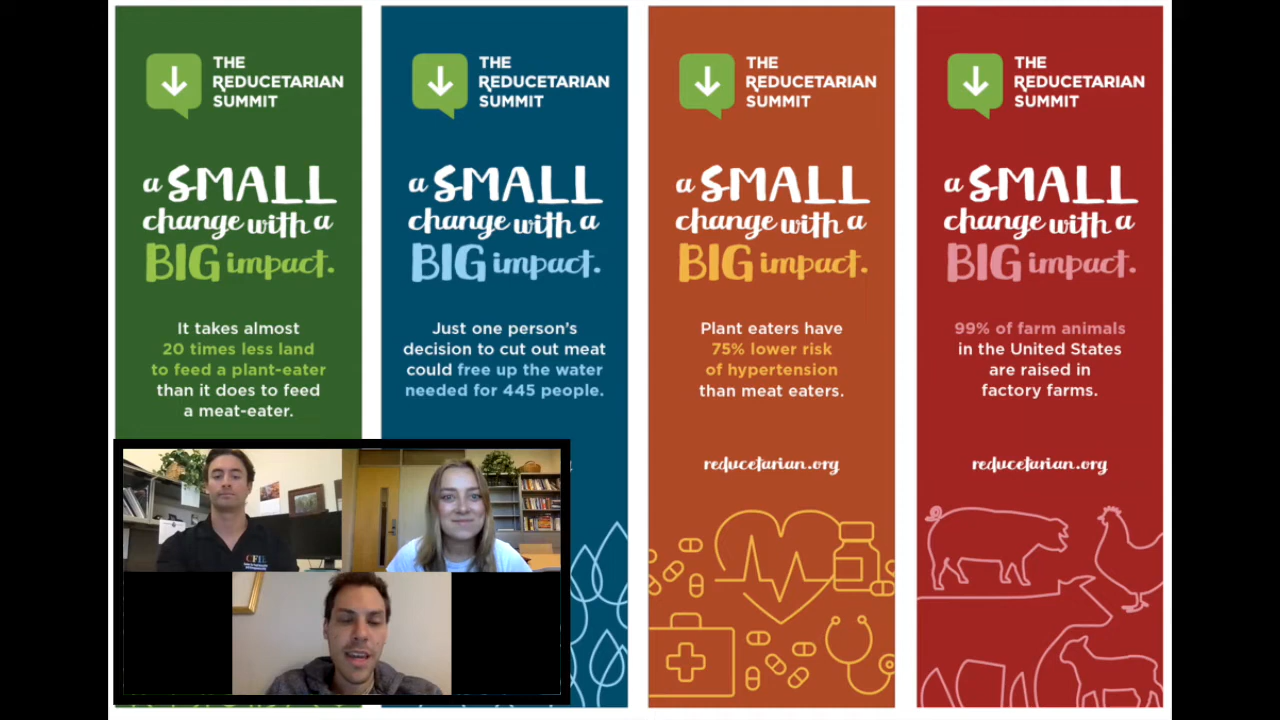 THE
REDUCETARIAN
SUMMIT
a SMALL
change with a
BIG impact.
It takes almost
20 times less land
to feed a plant-eater
than it does to feed
a meat-eater.
THE
REDUCETARIAN
SUMMIT
a SMALL
change with a
BIG impact.
Just one person's
decision to cut out meat
could free up the water
needed for 445 people.
THE
REDUCETARIAN
SUMMIT
a SMALL
change with a
BIG impact.
Plant eaters have
75% lower risk
of hypertension
than meat eaters.
reducetarian.org
THE
REDUCETARIAN
SUMMIT
a SMALL
change with a
BIG impact.
99% of farm animals
in the United States
are raised in
factory farms.
reducetarian.org